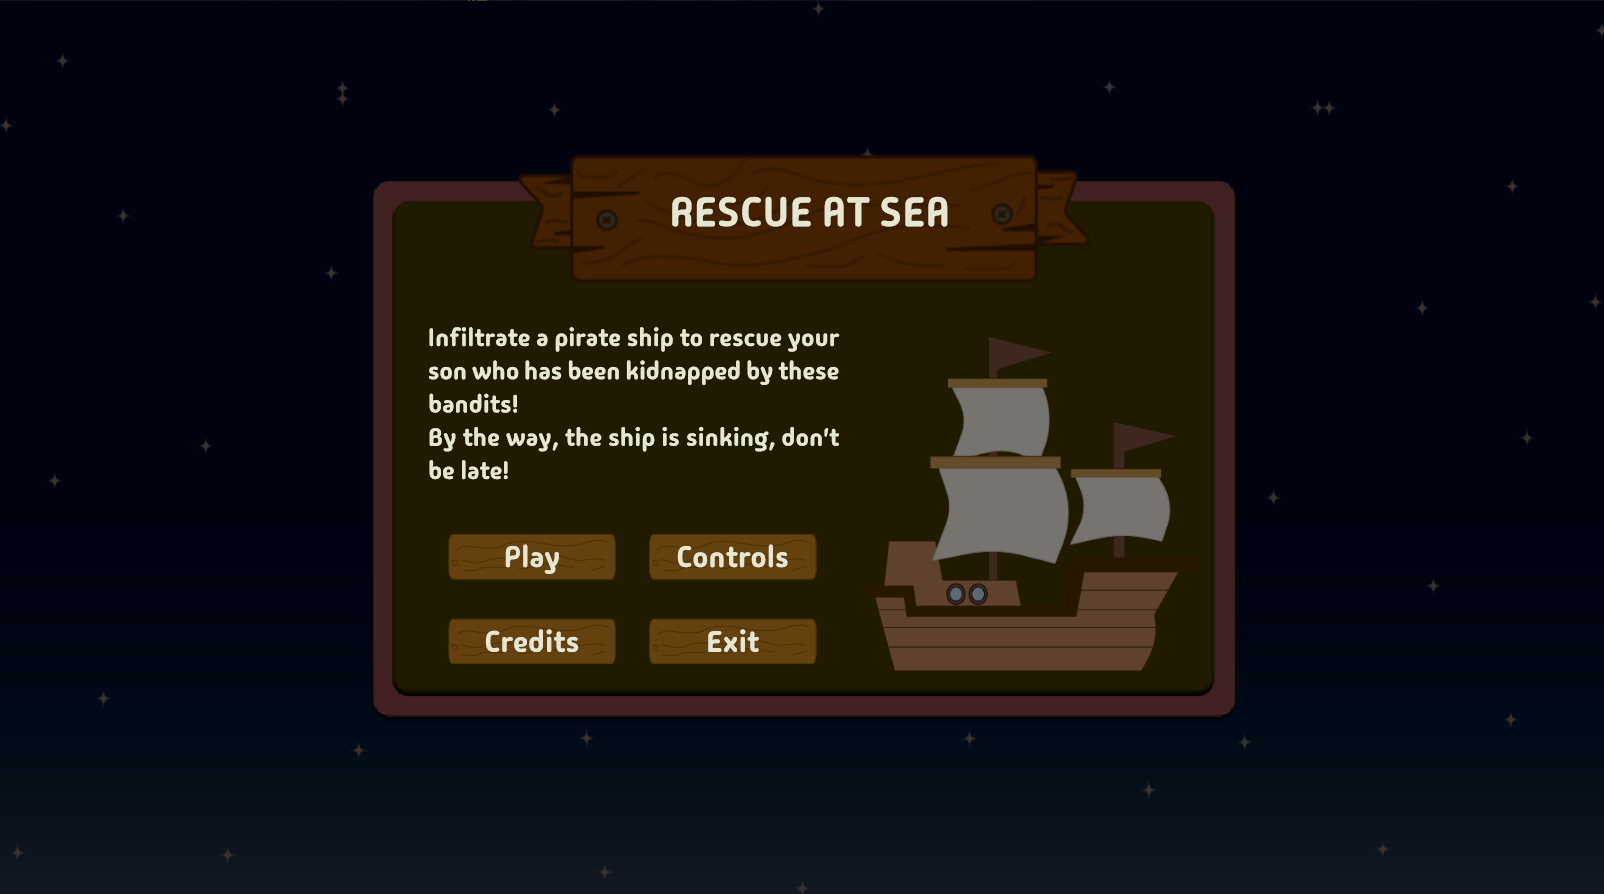 RESCUE AT SEA
Infiltrate a pirate ship to rescue your
son who has been kidnapped by these
bandits!
By the way, the ship is sinking, don't
be late!
Play
Controls
Credits
Exit